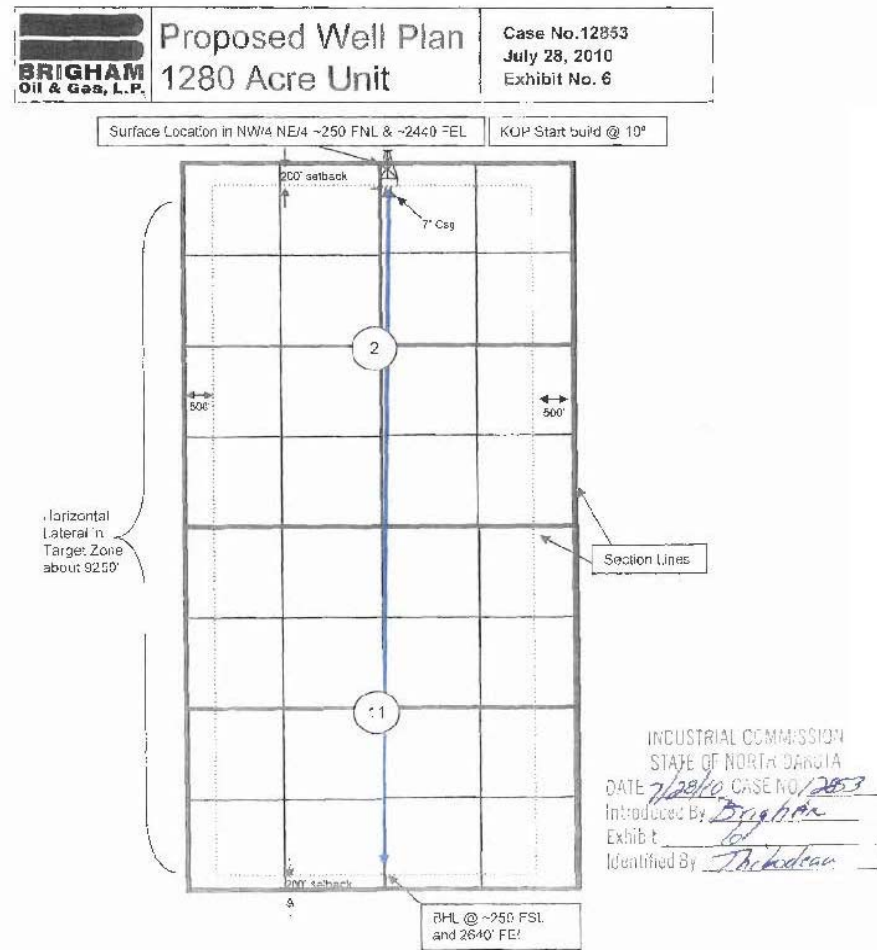 BRIGHAM
Oil & Gas, L.P.
Proposed Well Plan
1280 Acre Unit
Case No.12853
July 28, 2010
Exhibit No. 6
Surface Location in NW/4 NE/4 ~250 FNL & ~2440 FEL
KOP Start build @ 10°
200' setback
7" Csg
2
500'
500'
Horizontal
Lateral in
Target Zone
about 9250'
Section Lines
11
200' setback
BHL @ ~250 FSL
and 2640' FEL
INDUSTRIAL COMMISSION
STATE OF NORTH DAKOTA
DATE 7/28/10 CASE NO. 12853
Introduced By Brigham
Exhibit
Identified By Thibodeau